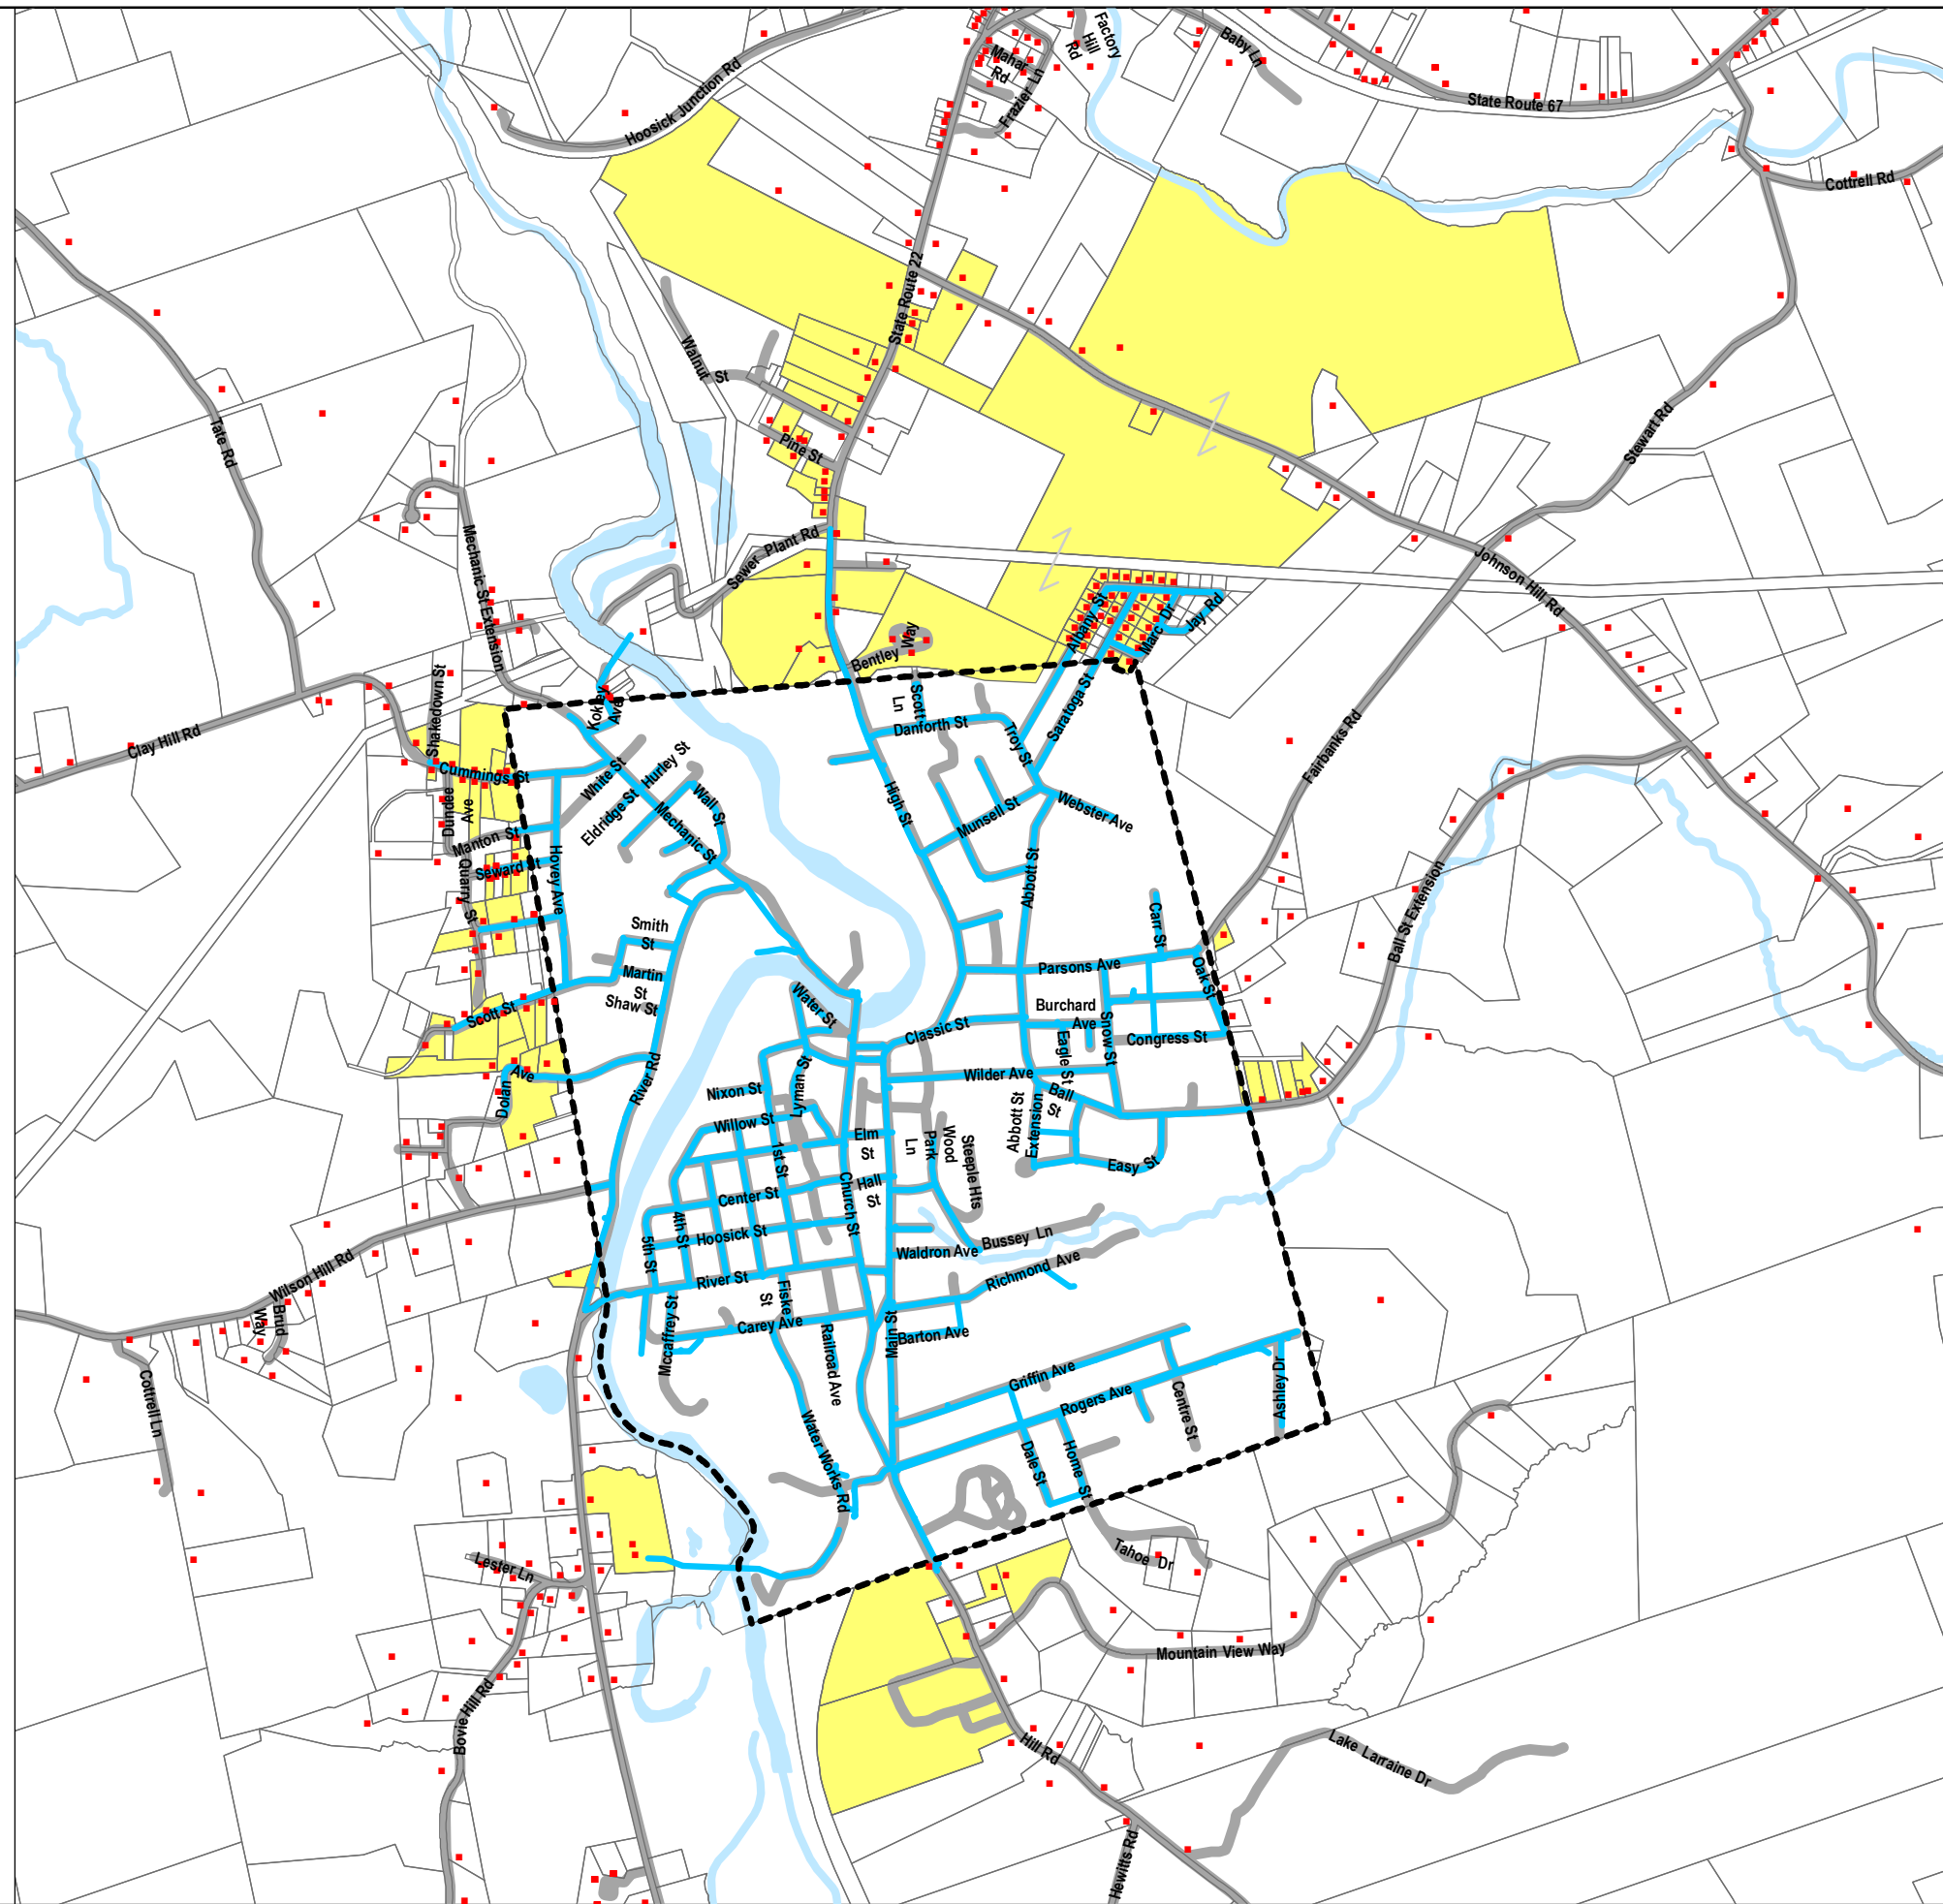 Factory
Hill
Rd
Mahar
Rd
Frazier Ln
Baby Ln
Hoosick Junction Rd
State Route 67
Cottrell Rd
State Route 22
Walnut St
Pine St
Tate Rd
Stewart Rd
Mechanic St Extension
Sewer Plant Rd
Johnson Hill Rd
Albany St
Marc Dr
Jay Rd
Bentley Way
Shakedown St
Clay Hill Rd
Scott
Ln
Danforth St
Troy St
Saratoga St
Fairbanks Rd
Cummings St
White St
Hurley St
Eldridge St
Wall St
Mechanic St
High St
Munsell St
Webster Ave
Dundee
Ave
Manton St
Seward St
Quarry St
Hovey Ave
Abbott St
Ball St Extension
Smith
St
Martin
St
Shaw St
Carr St
Parsons Ave
Oak St
Water St
Scott St
Classic St
Burchard
Ave
Snow St
Congress St
Eagle St
Dolan
Ave
River Rd
Nixon St
Lyman St
Wilder Ave
Ball
St
Abbott St
Extension
Willow St
Elm
St
Park
Ln
Wood
Steeple Hts
Easy St
1st St
Center St
Church St
Hall
St
4th St
5th St
Hoosick St
Waldron Ave
Bussey Ln
Richmond Ave
Wilson Hill Rd
River St
Fiske
St
Brud
Way
Mccaffrey St
Carey Ave
Railroad Ave
Main St
Barton Ave
Cottrell Ln
Griffin Ave
Rogers Ave
Centre St
Ashley Dr
Water Works Rd
Dale St
Home St
Tahoe Dr
Lester Ln
Mountain View Way
Bovie Hill Rd
Hill Rd
Lake Larraine Dr
Hewitts Rd